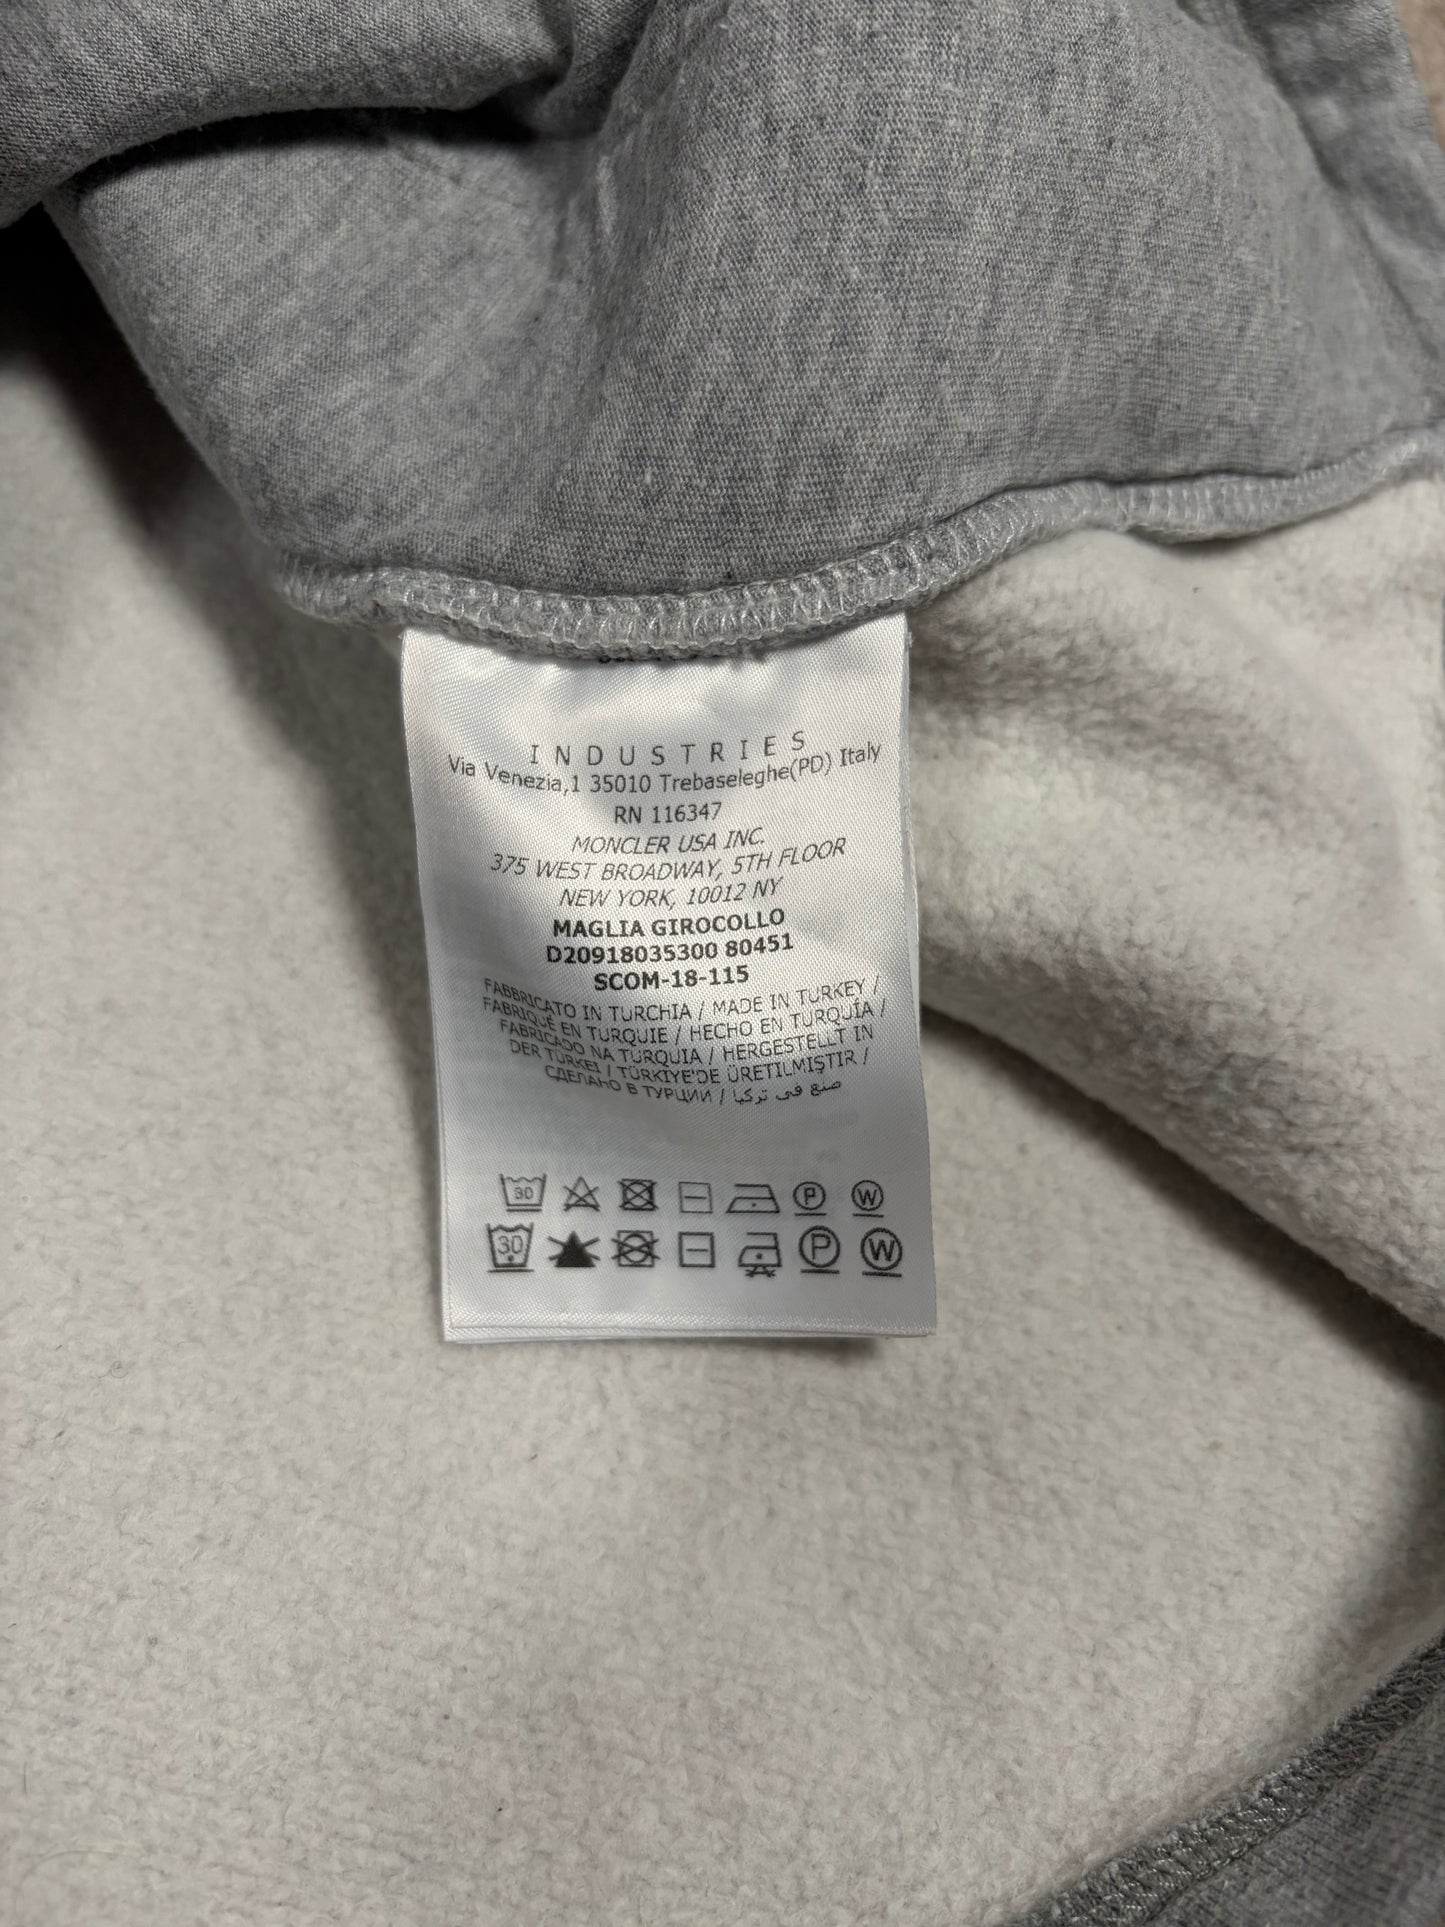 INDUSTRIES
Via Venezia,1 35010 Trebaseleghe(PD) Italy
RN 116347
MONCLER USA INC.
375 WEST BROADWAY, 5TH FLOOR
NEW YORK, 10012 NY
MAGLIA GIROCOLLO
D20918035300 80451
SCOM-18-115
FABBRICATO IN TURCHIA / MADE IN TURKEY /
FABRIQUÉ EN TURQUIE / HECHO EN TURQUÍA /
FABRICADO NA TURQUIA / HERGESTELLT IN
DER TÜRKEI / TÜRKİYE'DE ÜRETILMIŞTIR /
СДЕЛАНО В ТУРЦИИ / صنع في تركيا
30 P W
30 P W